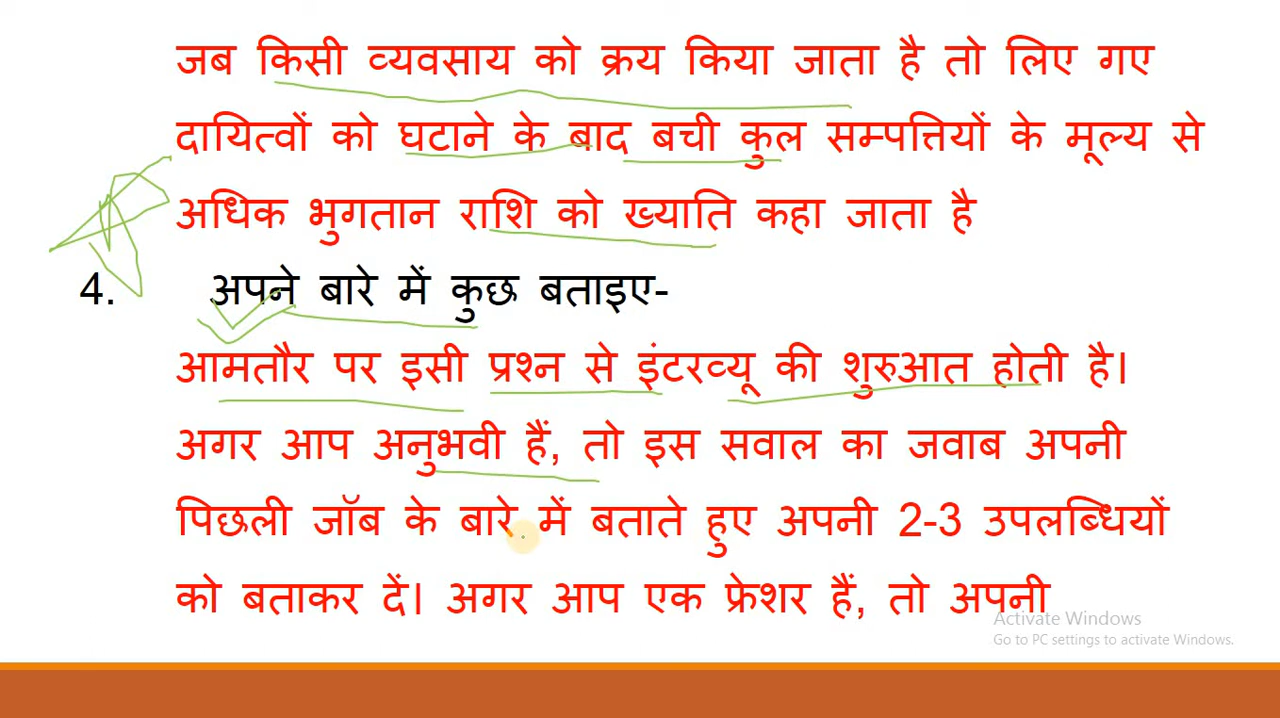 जब किसी व्यवसाय को क्रय किया जाता है तो लिए गए
दायित्वों को घटाने के बाद बची कुल सम्पत्तियों के मूल्य से
अधिक भुगतान राशि को ख्याति कहा जाता है
4. अपने बारे में कुछ बताइए-
आमतौर पर इसी प्रश्न से इंटरव्यू की शुरुआत होती है।
अगर आप अनुभवी हैं, तो इस सवाल का जवाब अपनी
पिछली जॉब के बारे में बताते हुए अपनी 2-3 उपलब्धियों
को बताकर दें। अगर आप एक फ्रेशर हैं, तो अपनी
Activate Windows
Go to PC settings to activate Windows.